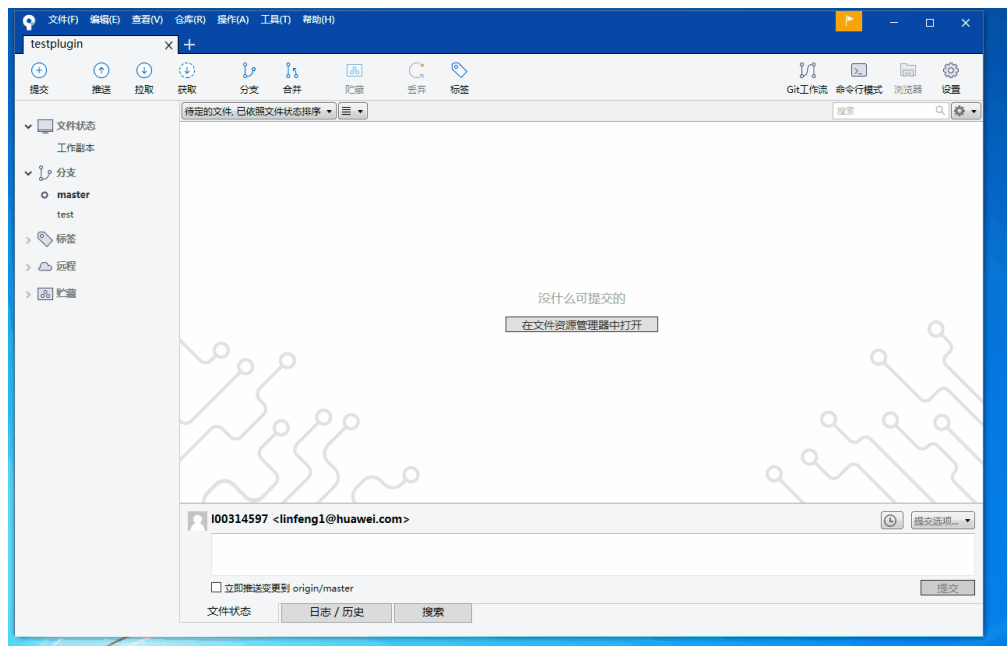 文件(F) 编辑(E) 查看(V) 仓库(R) 操作(A) 工具(T) 帮助(H)
testplugin
提交 推送 拉取 获取 分支 合并 贮藏 丢弃 标签 Git工作流 命令行模式 浏览器 设置
待定的文件, 已依照文件状态排序 搜索
文件状态
工作副本
分支
master
test
标签
远程
贮藏
没什么可提交的
在文件资源管理器中打开
l00314597 <linfeng1@huawei.com>
提交选项...
立即推送变更到 origin/master
提交
文件状态 日志 / 历史 搜索